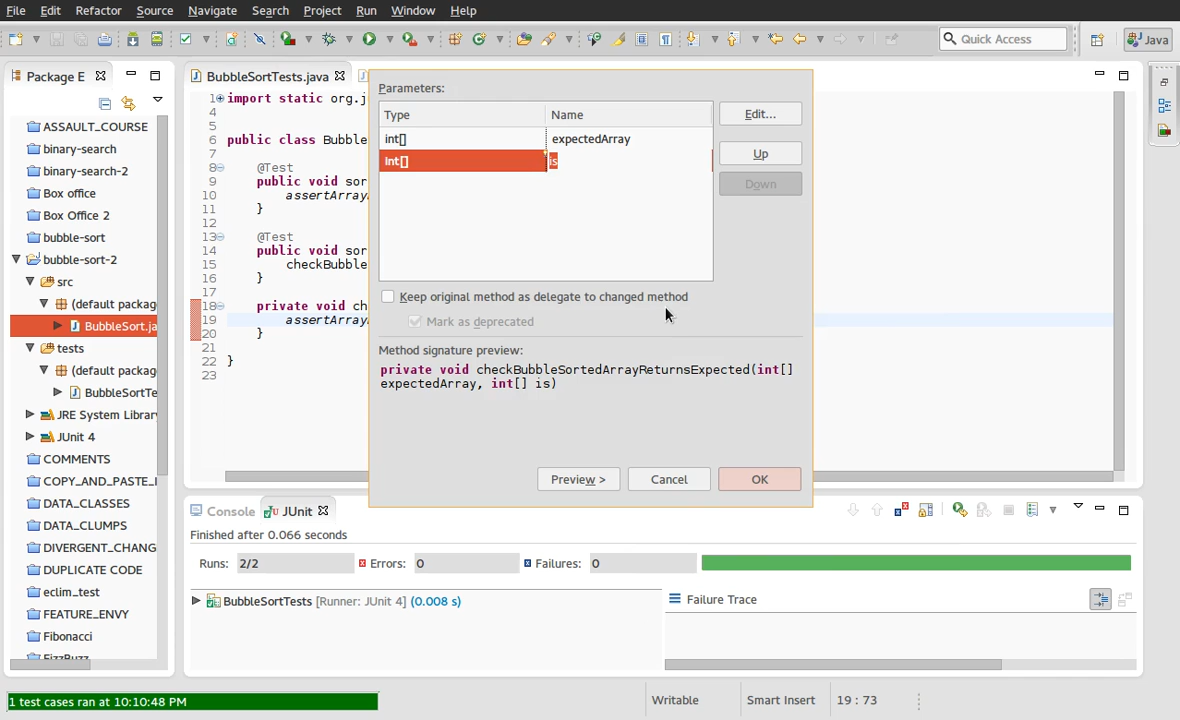 File Edit Refactor Source Navigate Search Project Run Window Help
Quick Access
Java
Package E
BubbleSortTests.java
ASSAULT_COURSE
binary-search
binary-search-2
Box office
Box Office 2
bubble-sort
bubble-sort-2
src
(default packag
BubbleSort.ja
tests
(default packag
BubbleSortTe
JRE System Library
JUnit 4
COMMENTS
COPY_AND_PASTE_I
DATA_CLASSES
DATA_CLUMPS
DIVERGENT_CHANG
DUPLICATE CODE
eclim_test
FEATURE_ENVY
Fibonacci
FizzBuzz
1 import static org.j
4
5
6 public class Bubble
7
8 @Test
9 public void sor
10 assertArray
11 }
12
13 @Test
14 public void sor
15 checkBubble
16 }
17
18 private void ch
19 assertArray
20 }
21
22 }
23
Parameters:
Type Name
int[] expectedArray
int[] is
Edit...
Up
Down
Keep original method as delegate to changed method
Mark as deprecated
Method signature preview:
private void checkBubbleSortedArrayReturnsExpected(int[]
expectedArray, int[] is)
Preview > Cancel OK
Console JUnit
Finished after 0.066 seconds
Runs: 2/2 Errors: 0 Failures: 0
BubbleSortTests [Runner: JUnit 4] (0.008 s)
Failure Trace
1 test cases ran at 10:10:48 PM
Writable Smart Insert 19 : 73